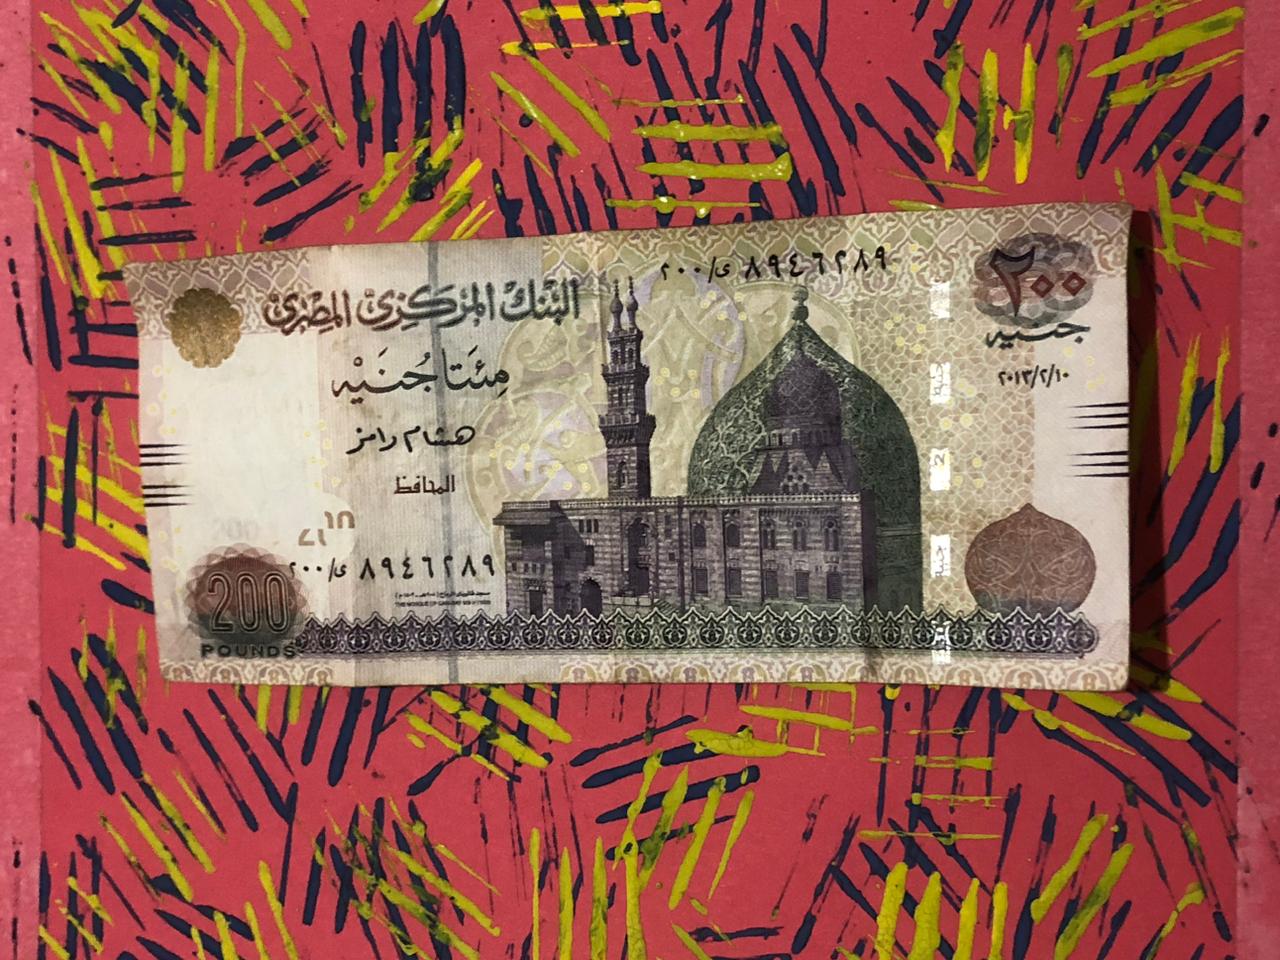 ٢٠٠/ى ٨٩٤٦٢٨٩
٢٠٠
جنيه
٢٠١٣/٢/١٠
البنك المركزى المصرى
مئتا جنيه
هشام رامز
المحافظ
٢٠٠/ى ٨٩٤٦٢٨٩
200
POUNDS